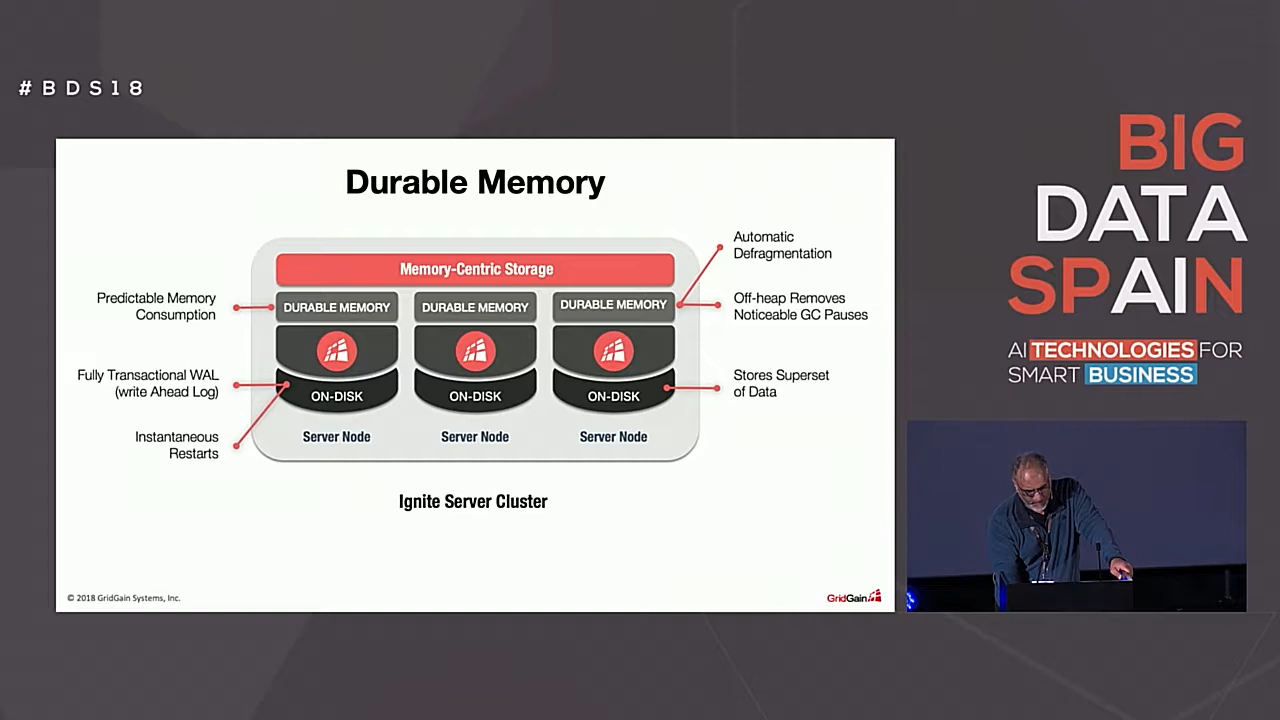 #BDS18
BIG
DATA
SPAIN
AI TECHNOLOGIES FOR
SMART BUSINESS
Durable Memory
Memory-Centric Storage
DURABLE MEMORY
DURABLE MEMORY
DURABLE MEMORY
ON-DISK
ON-DISK
ON-DISK
Server Node
Server Node
Server Node
Predictable Memory
Consumption
Fully Transactional WAL
(write Ahead Log)
Instantaneous
Restarts
Automatic
Defragmentation
Off-heap Removes
Noticeable GC Pauses
Stores Superset
of Data
Ignite Server Cluster
© 2018 GridGain Systems, Inc.
GridGain